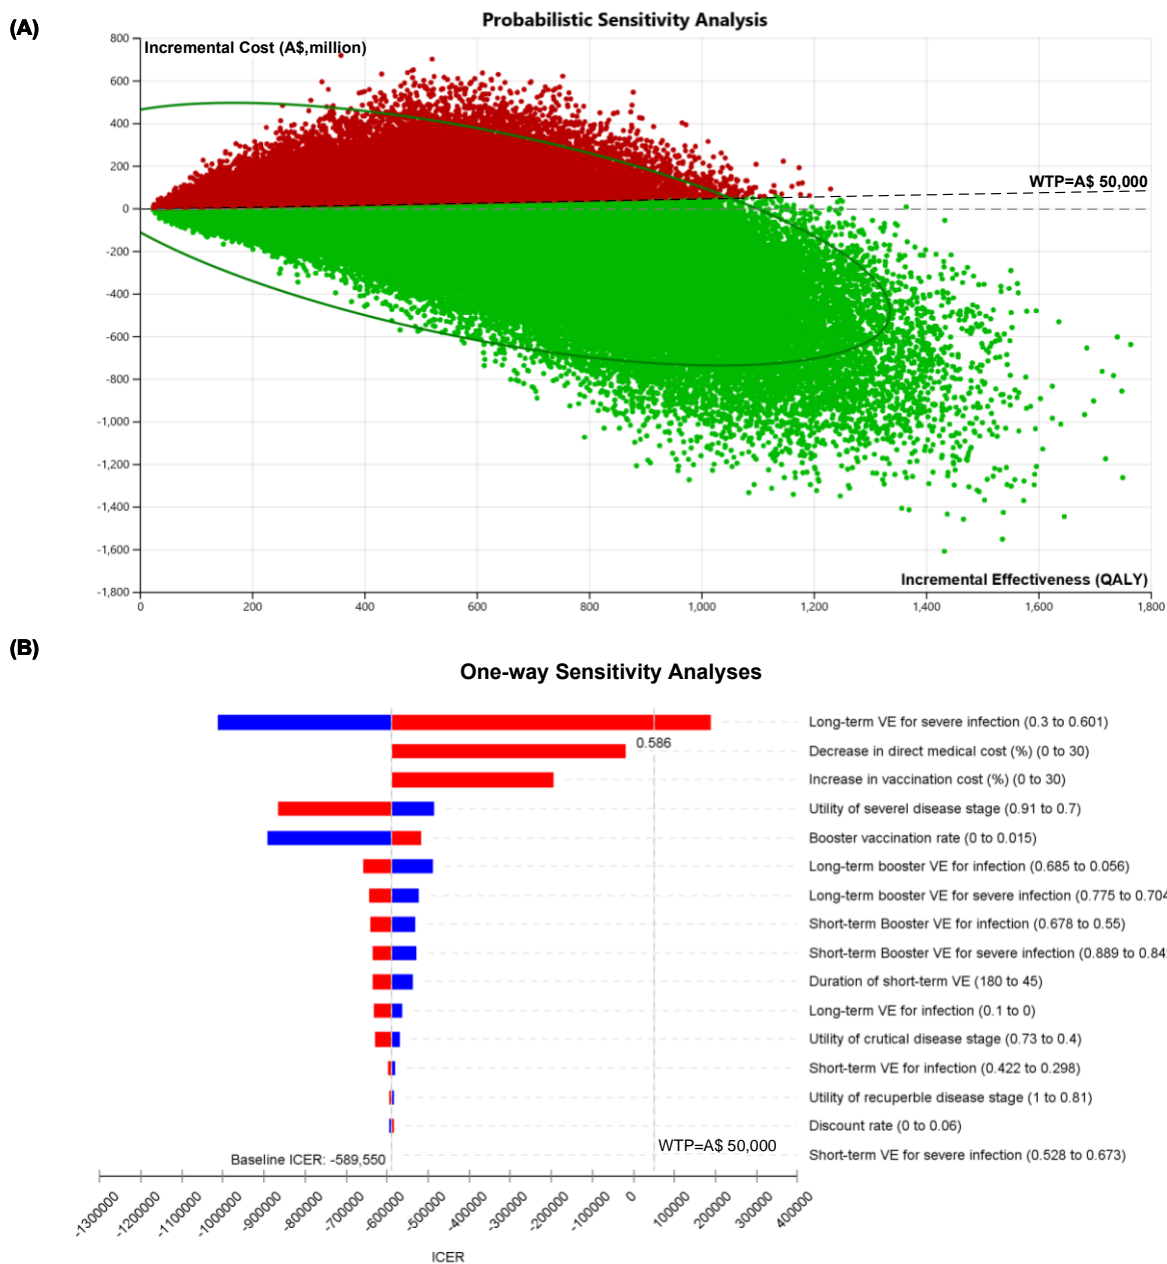 (A)
Probabilistic Sensitivity Analysis
Incremental Cost (A$,million)
800
600
400
200
0
-200
-400
-600
-800
-1,000
-1,200
-1,400
-1,600
-1,800
WTP=A$ 50,000
Incremental Effectiveness (QALY)
0 200 400 600 800 1,000 1,200 1,400 1,600 1,800
(B)
One-way Sensitivity Analyses
Long-term VE for severe infection (0.3 to 0.601)
0.586
Decrease in direct medical cost (%) (0 to 30)
Increase in vaccination cost (%) (0 to 30)
Utility of severel disease stage (0.91 to 0.7)
Booster vaccination rate (0 to 0.015)
Long-term booster VE for infection (0.685 to 0.056)
Long-term booster VE for severe infection (0.775 to 0.704
Short-term Booster VE for infection (0.678 to 0.55)
Short-term Booster VE for severe infection (0.889 to 0.84
Duration of short-term VE (180 to 45)
Long-term VE for infection (0.1 to 0)
Utility of crutical disease stage (0.73 to 0.4)
Short-term VE for infection (0.422 to 0.298)
Utility of recuperble disease stage (1 to 0.81)
Discount rate (0 to 0.06)
WTP=A$ 50,000
Short-term VE for severe infection (0.528 to 0.673)
Baseline ICER: -589,550
-1300000 -1200000 -1100000 -1000000 -900000 -800000 -700000 -600000 -500000 -400000 -300000 -200000 -100000 0 100000 200000 300000 400000
ICER